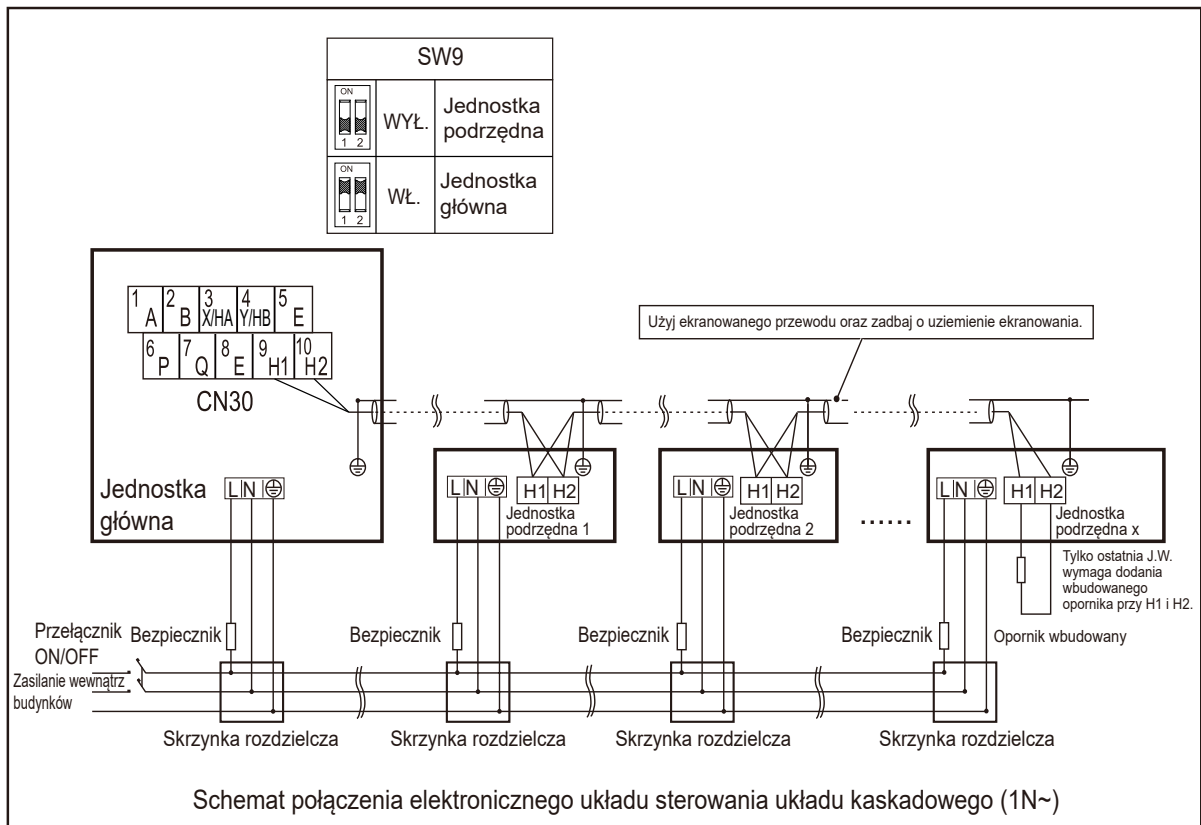 SW9
ON
1 2
WYŁ.
Jednostka
podrzędna
ON
1 2
WŁ.
Jednostka
główna
1 A 2 B 3 X/HA 4 Y/HB 5 E
6 P 7 Q 8 E 9 H1 10 H2
CN30
Użyj ekranowanego przewodu oraz zadbaj o uziemienie ekranowania.
Jednostka
główna
L N
L N
H1 H2
Jednostka
podrzędna 1
L N
H1 H2
Jednostka
podrzędna 2
......
L N
H1 H2
Jednostka
podrzędna x
Tylko ostatnia J.W.
wymaga dodania
wbudowanego
opornika przy H1 i H2.
Przełącznik
ON/OFF
Bezpiecznik
Bezpiecznik
Bezpiecznik
Bezpiecznik
Opornik wbudowany
Zasilanie wewnątrz
budynków
Skrzynka rozdzielcza
Skrzynka rozdzielcza
Skrzynka rozdzielcza
Skrzynka rozdzielcza
Schemat połączenia elektronicznego układu sterowania układu kaskadowego (1N~)